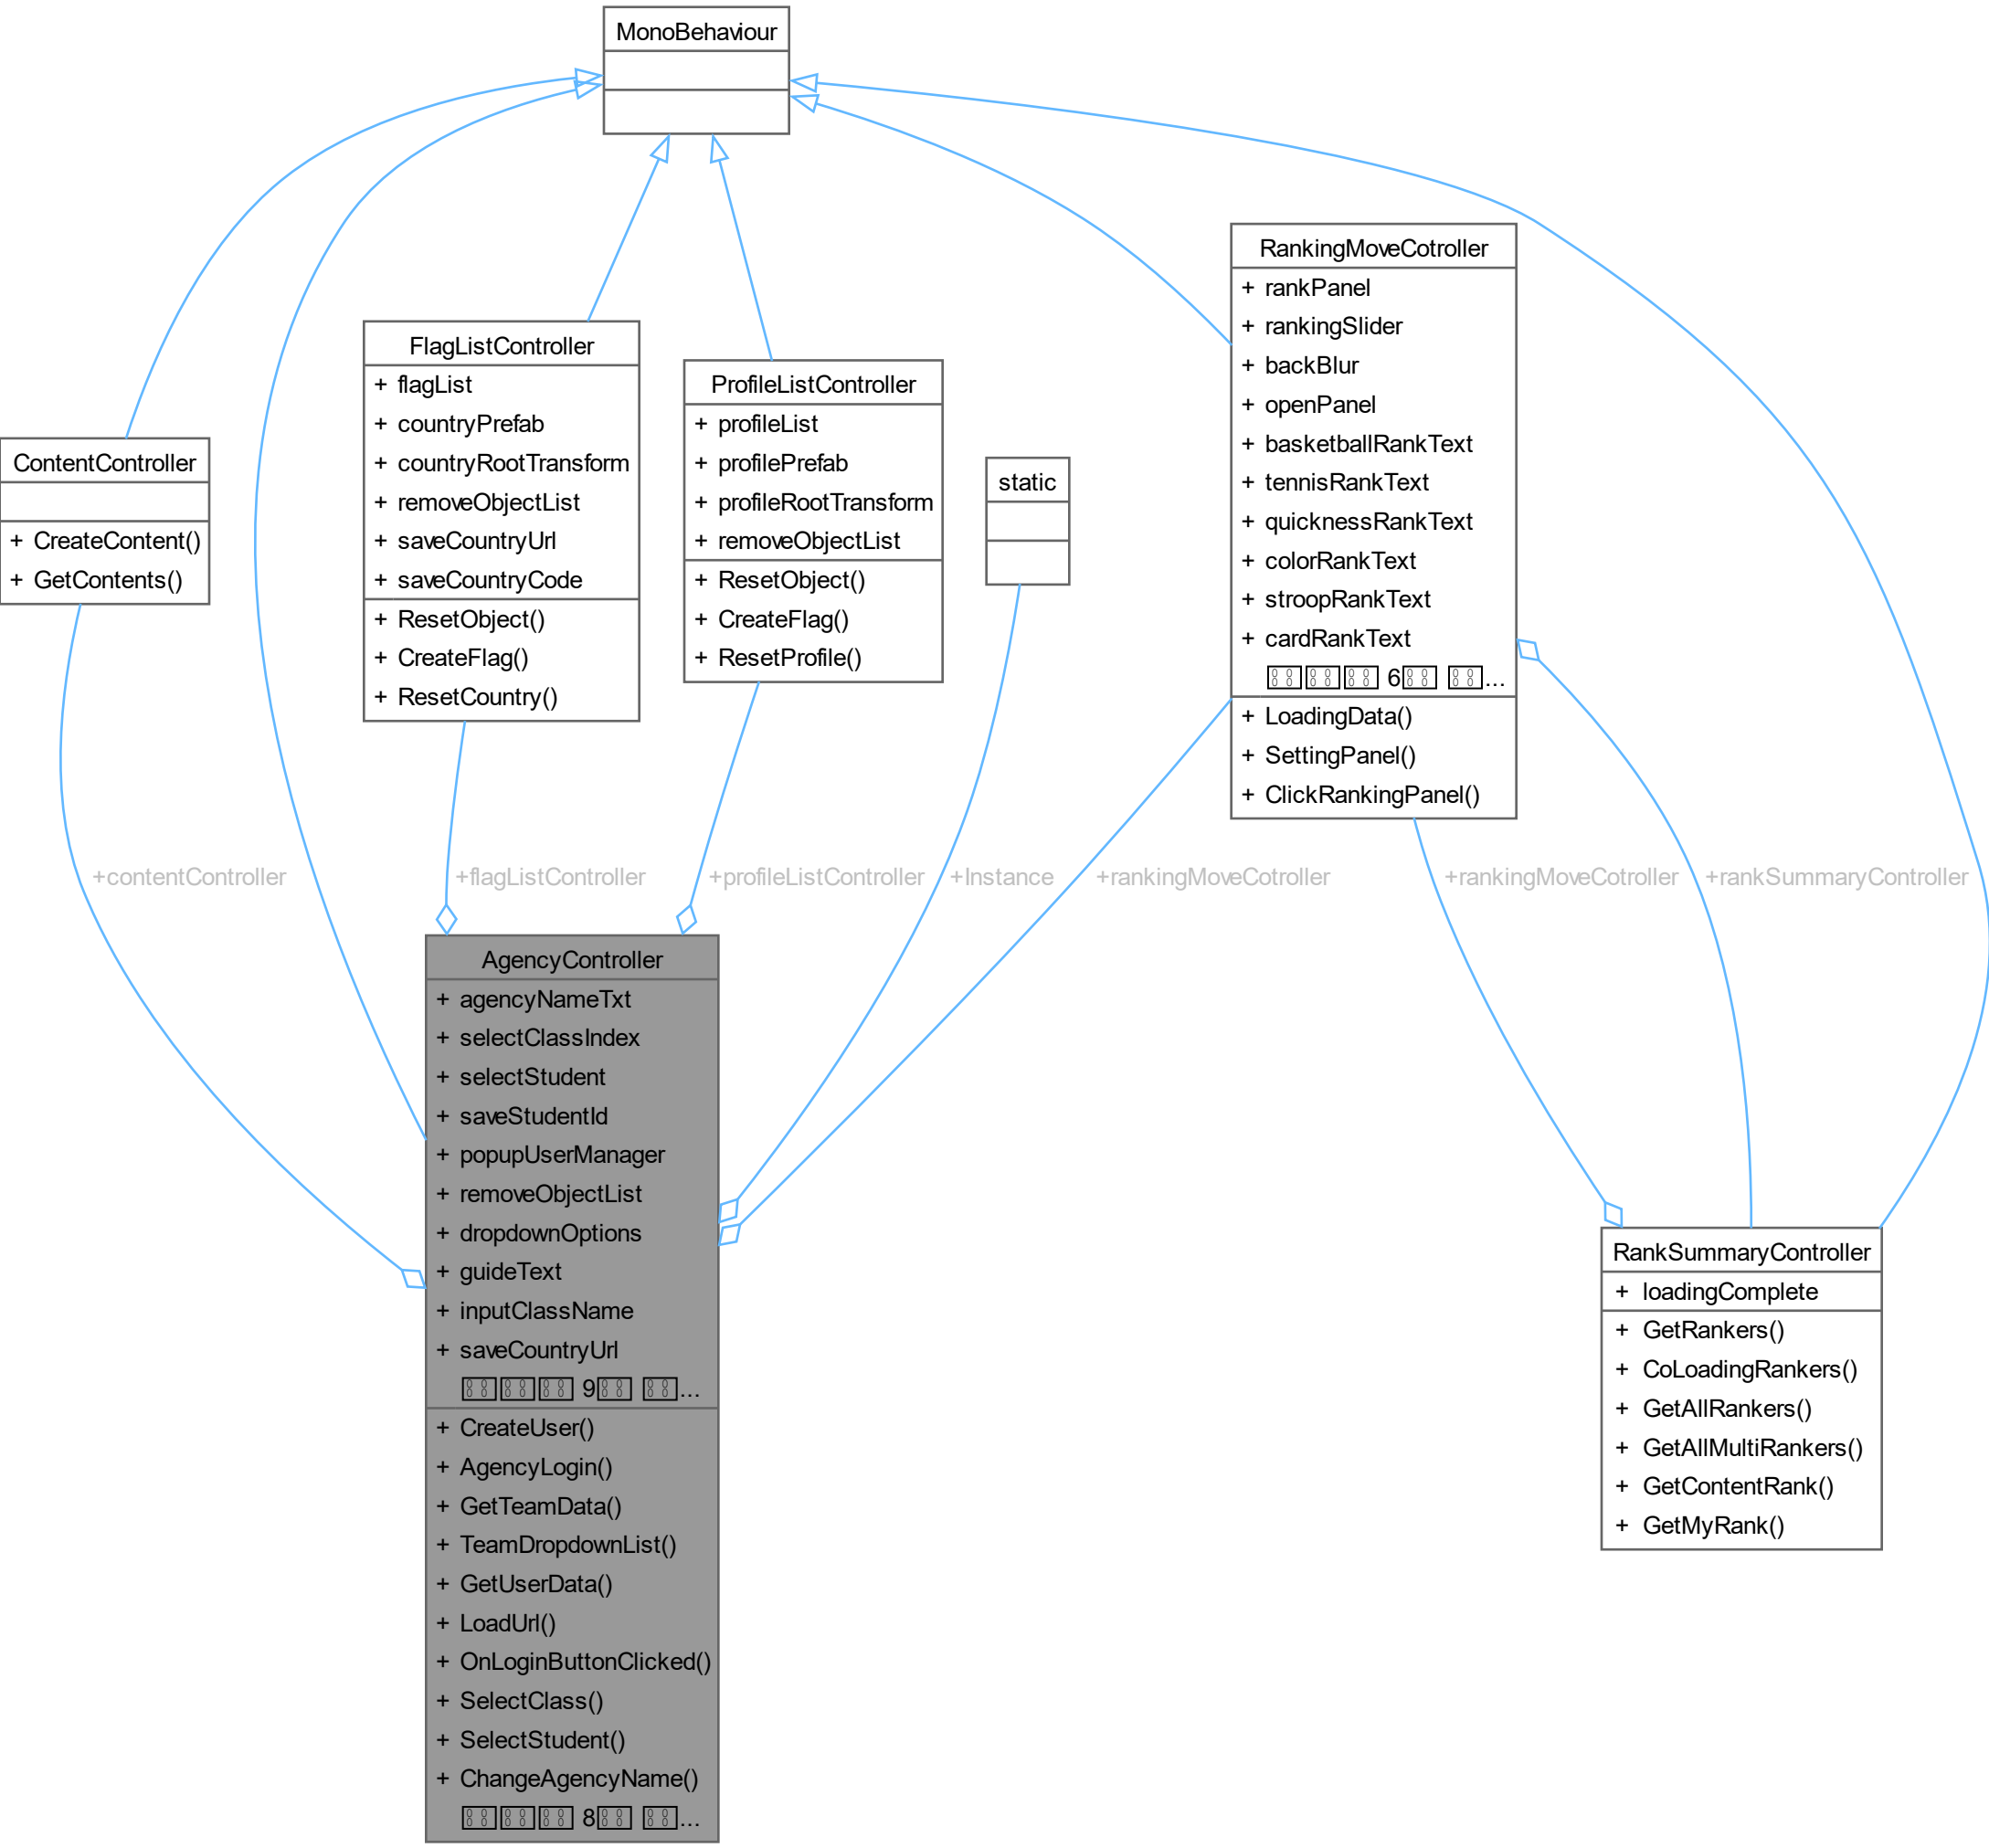 MonoBehaviour
RankingMoveCotroller
+ rankPanel
+ rankingSlider
+ backBlur
+ openPanel
+ basketballRankText
+ tennisRankText
+ quicknessRankText
+ colorRankText
+ stroopRankText
+ cardRankText
6 ...
+ LoadingData()
+ SettingPanel()
+ ClickRankingPanel()
FlagListController
+ flagList
+ countryPrefab
+ countryRootTransform
+ removeObjectList
+ saveCountryUrl
+ saveCountryCode
+ ResetObject()
+ CreateFlag()
+ ResetCountry()
ProfileListController
+ profileList
+ profilePrefab
+ profileRootTransform
+ removeObjectList
+ ResetObject()
+ CreateFlag()
+ ResetProfile()
ContentController
+ CreateContent()
+ GetContents()
static
+contentController
+flagListController
+profileListController
+Instance
+rankingMoveCotroller
+rankingMoveCotroller
+rankSummaryController
AgencyController
+ agencyNameTxt
+ selectClassIndex
+ selectStudent
+ saveStudentId
+ popupUserManager
+ removeObjectList
+ dropdownOptions
+ guideText
+ inputClassName
+ saveCountryUrl
9 ...
+ CreateUser()
+ AgencyLogin()
+ GetTeamData()
+ TeamDropdownList()
+ GetUserData()
+ LoadUrl()
+ OnLoginButtonClicked()
+ SelectClass()
+ SelectStudent()
+ ChangeAgencyName()
8 ...
RankSummaryController
+ loadingComplete
+ GetRankers()
+ CoLoadingRankers()
+ GetAllRankers()
+ GetAllMultiRankers()
+ GetContentRank()
+ GetMyRank()